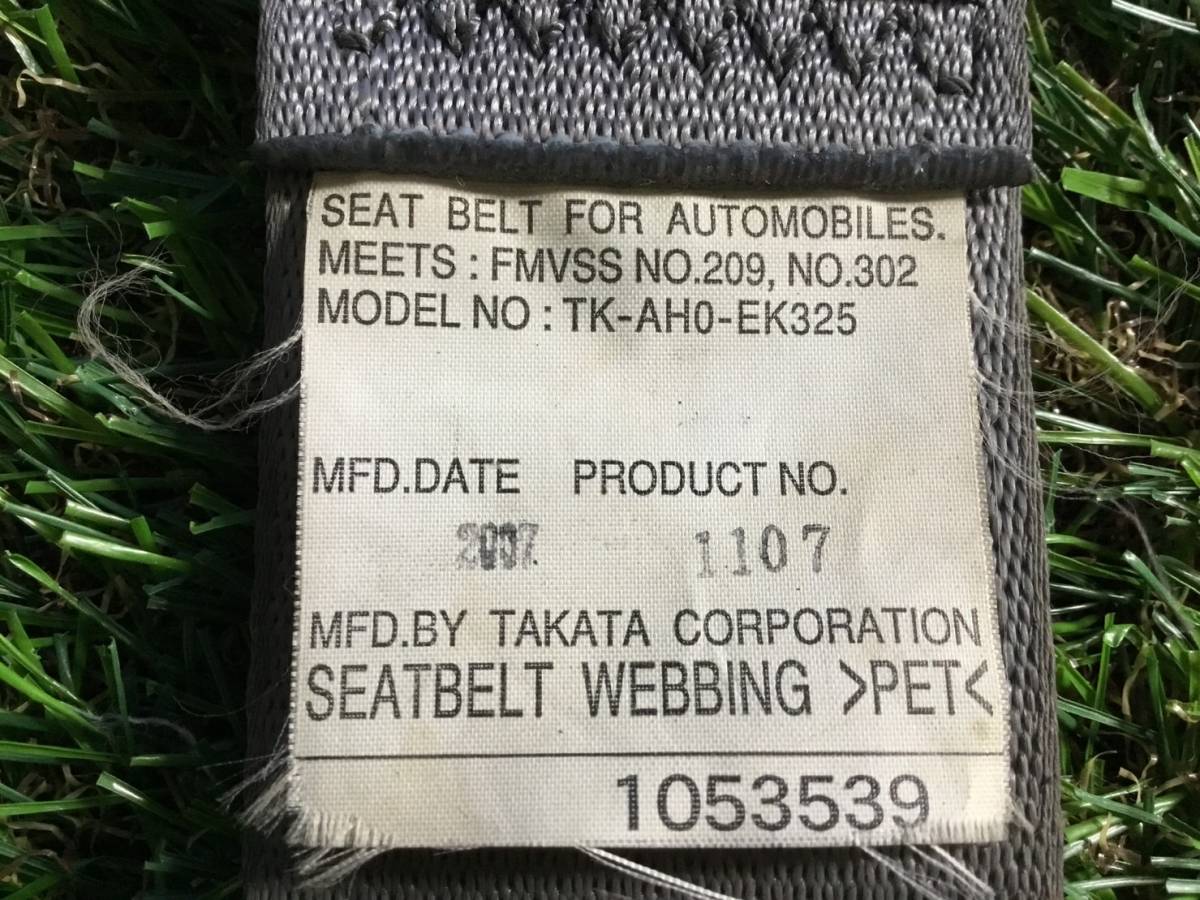 SEAT BELT FOR AUTOMOBILES.
MEETS : FMVSS NO.209, NO.302
MODEL NO : TK-AH0-EK325
MFD.DATE PRODUCT NO.
2007 1107
MFD.BY TAKATA CORPORATION
SEATBELT WEBBING >PET<
1053539